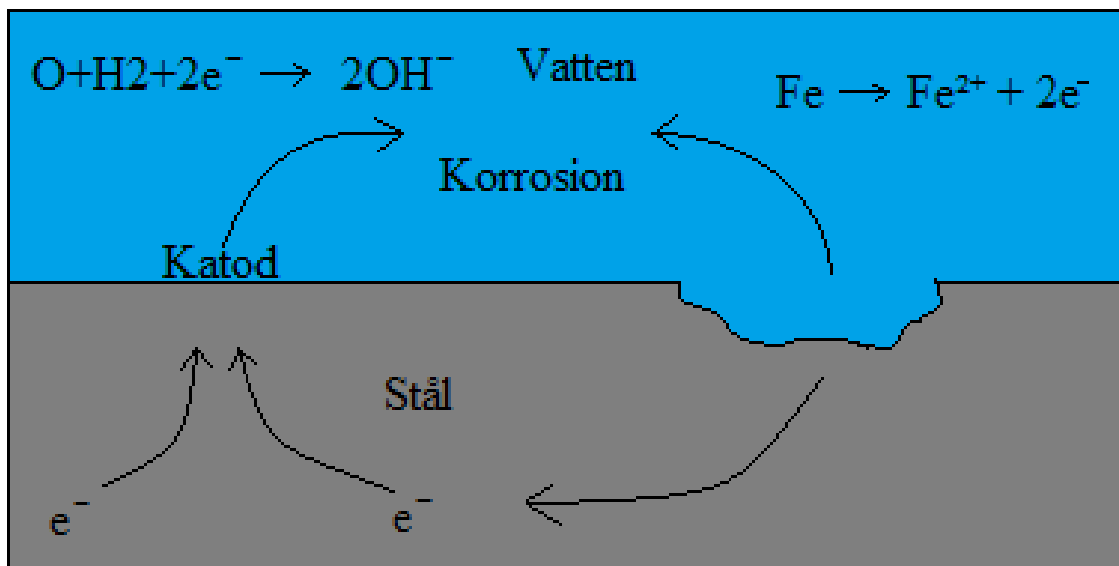 O+H2+2e⁻ → 2OH⁻
Vatten
Fe → Fe²⁺ + 2e⁻
Korrosion
Katod
Stål
e⁻
e⁻